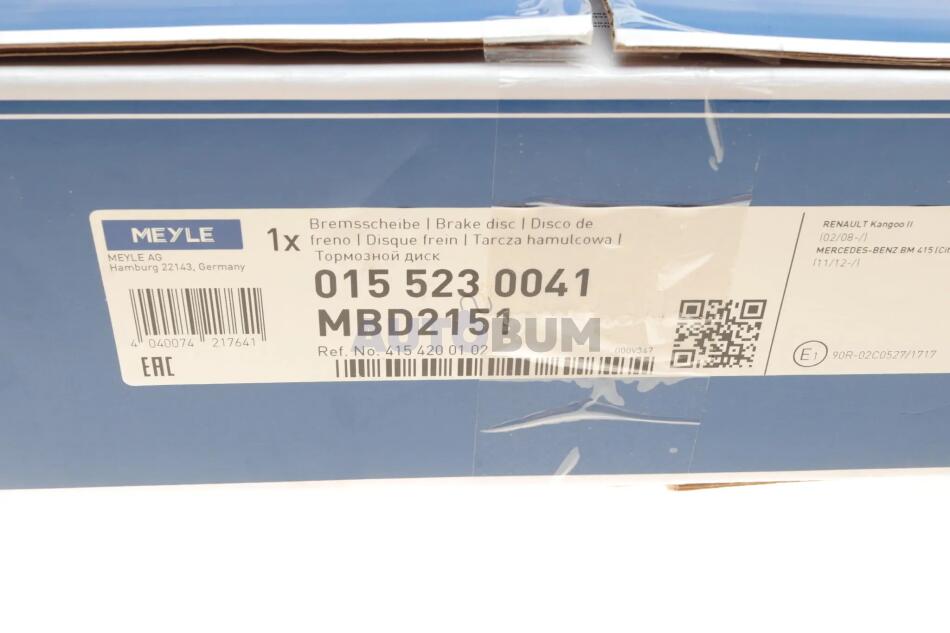 MEYLE
MEYLE AG
Hamburg 22143, Germany
4 040074 217641
EAC
1x
Bremsscheibe | Brake disc | Disco de
freno | Disque frein | Tarcza hamulcowa |
Тормозной диск
015 523 0041
MBD2151
AUTOBUM
Ref. No. 415 420 01 02
000V347
RENAULT Kangoo II
(02/08-/)
MERCEDES-BENZ BM 415 (Cit
(11/12-/)
E1
90R-02C0527/1717